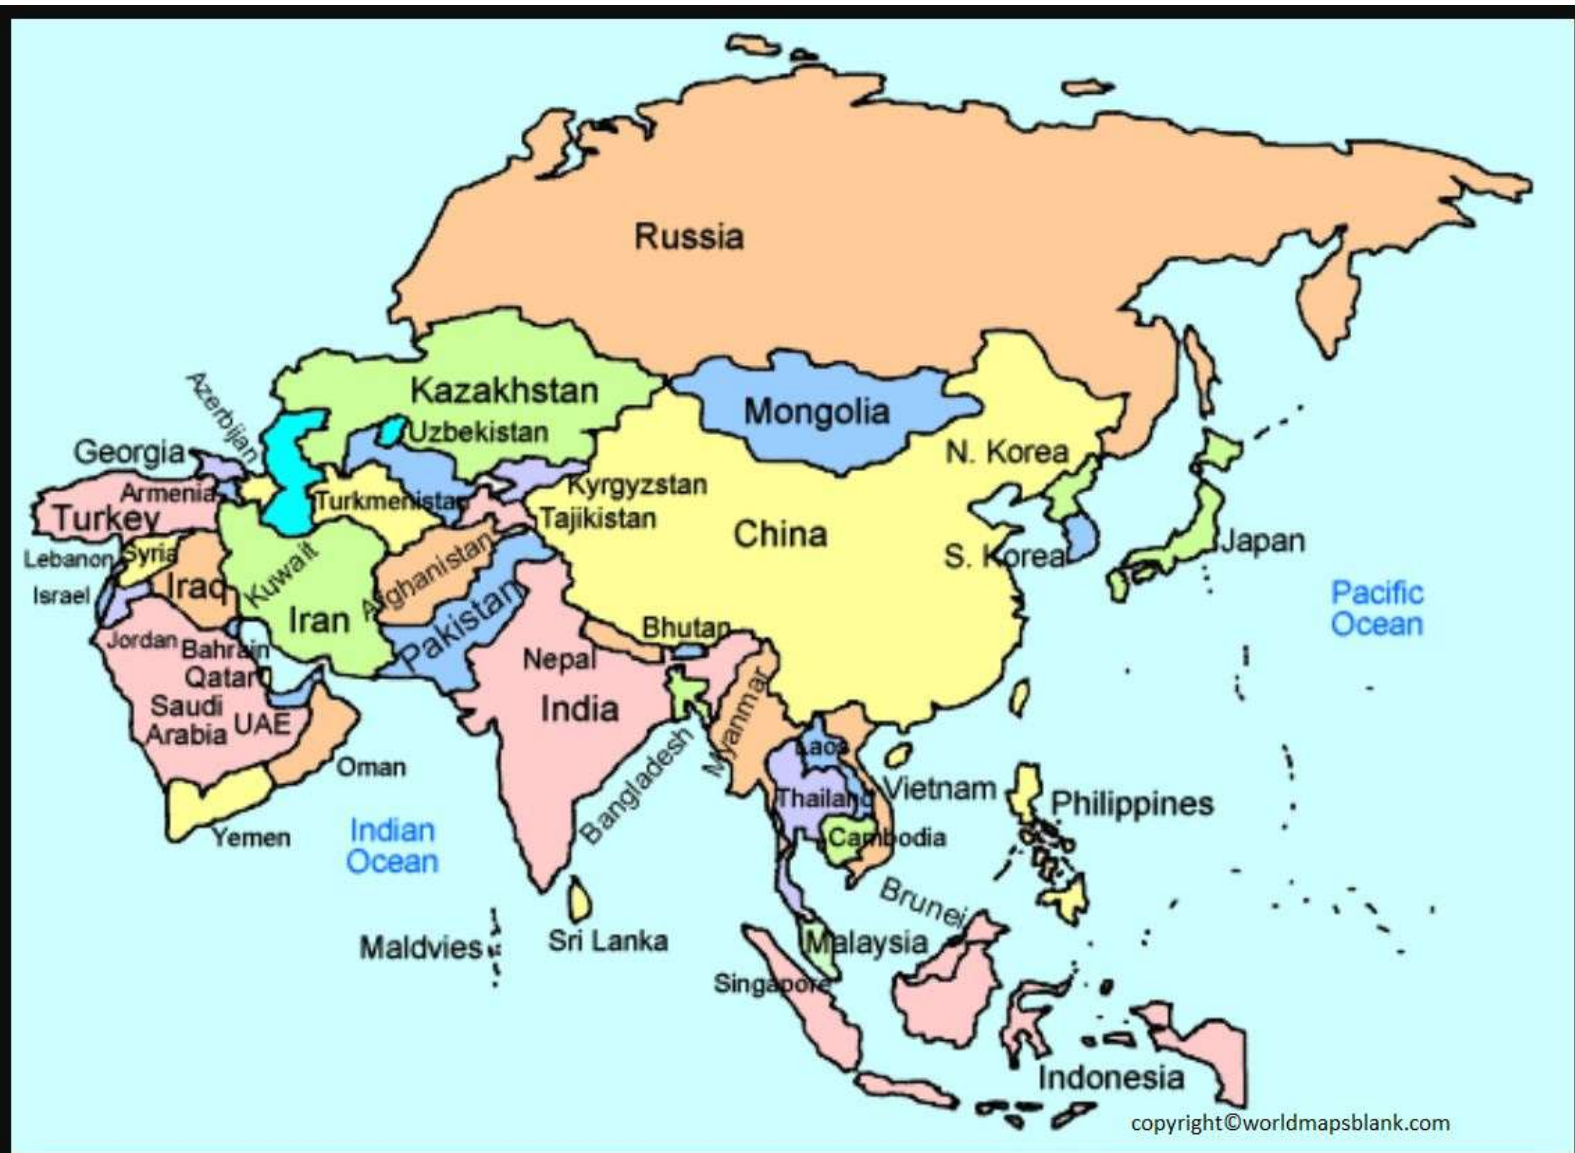 Russia
Kazakhstan
Mongolia
Azerbijan
Uzbekistan
Georgia
N. Korea
Armenia
Turkmenistan
Kyrgyzstan
Turkey
Tajikistan
China
Japan
Lebanon
Syria
S. Korea
Israel
Iraq
Kuwait
Afghanistan
Pacific
Ocean
Iran
Pakistan
Jordan
Bahrain
Bhutan
Nepal
Qatar
Saudi
Arabia
UAE
India
Myanmar
Laos
Oman
Bangladesh
Thailand
Vietnam
Philippines
Yemen
Indian
Ocean
Cambodia
Brunei
Maldvies
Sri Lanka
Malaysia
Singapore
Indonesia
copyright©worldmapsblank.com